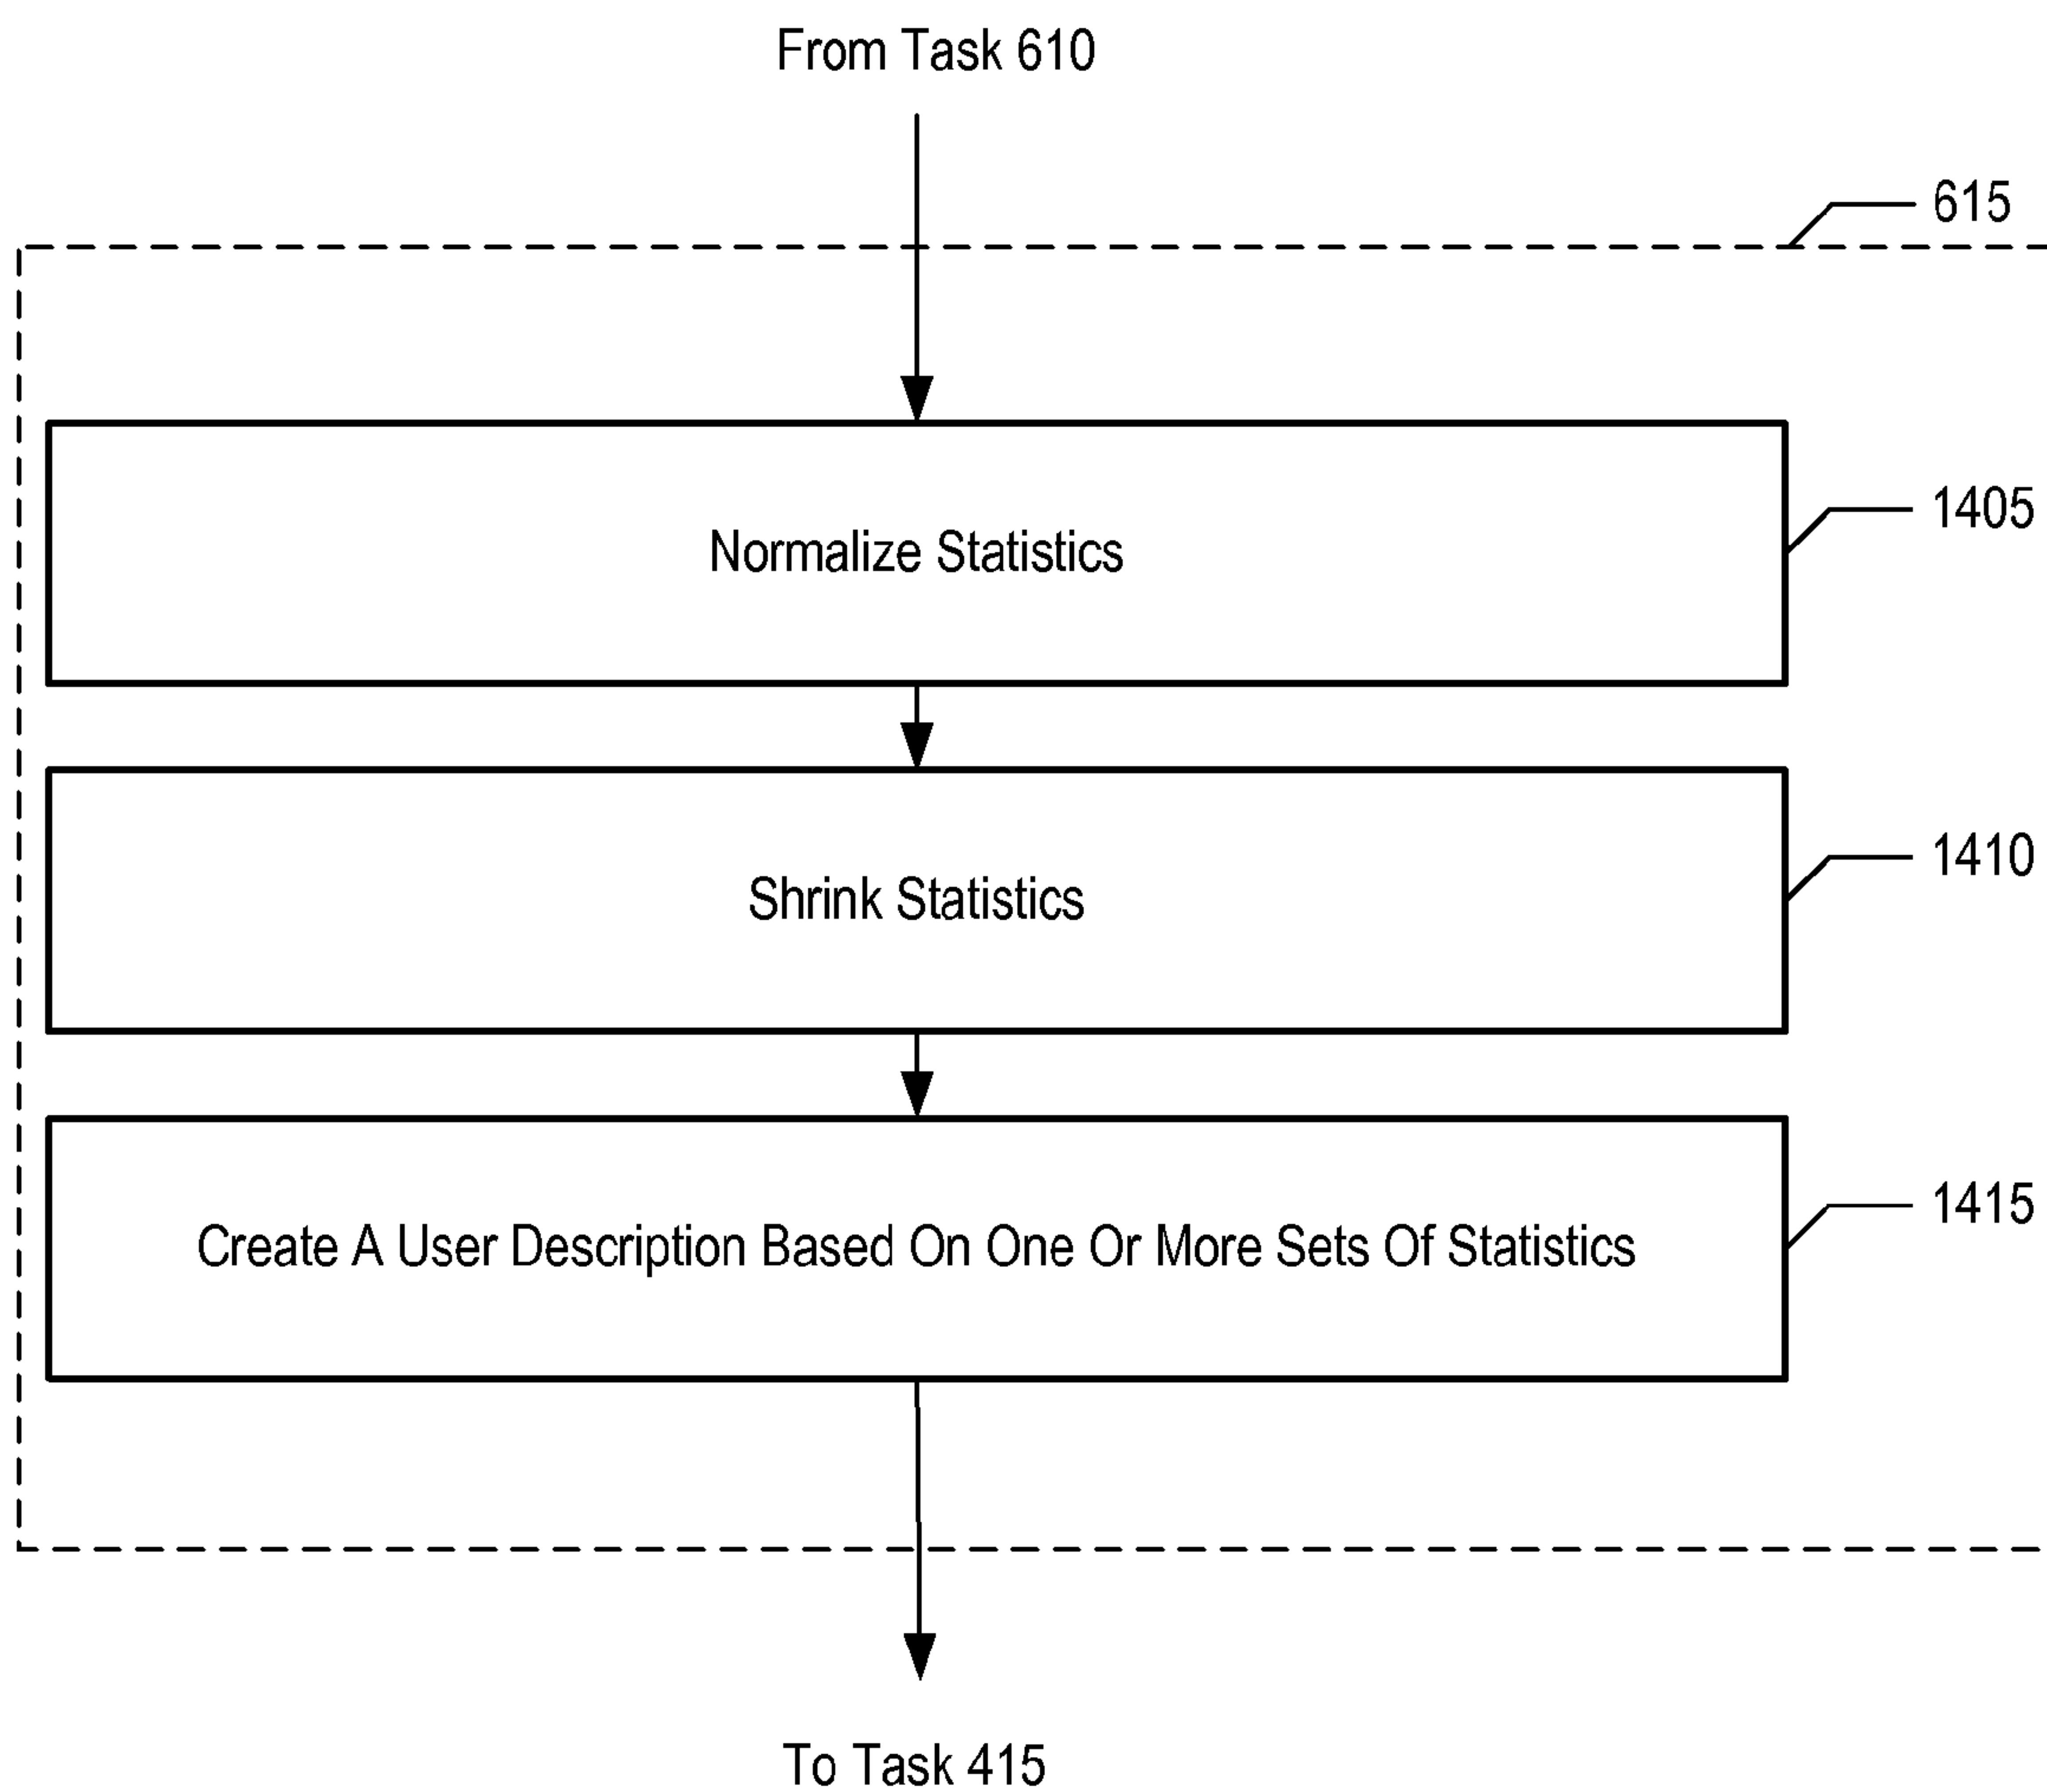 From Task 610
615
Normalize Statistics
1405
Shrink Statistics
1410
Create A User Description Based On One Or More Sets Of Statistics
1415
To Task 415